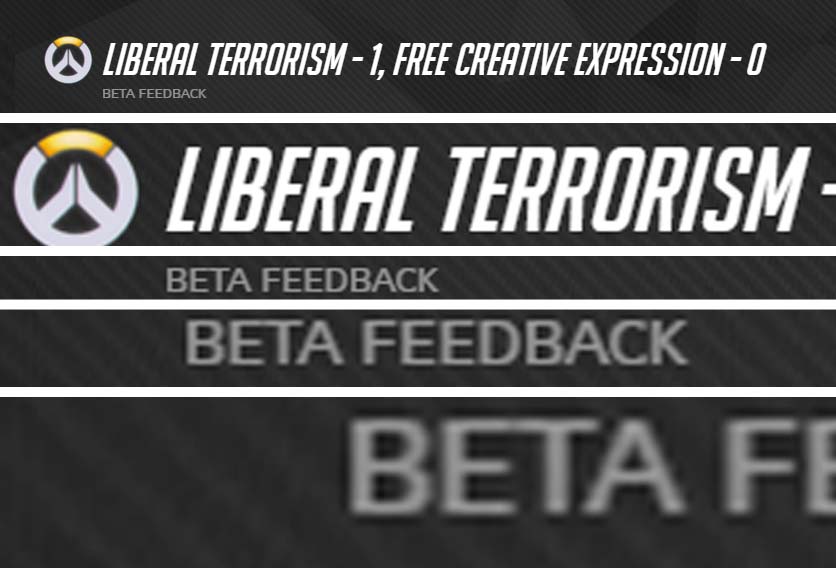 LIBERAL TERRORISM - 1, FREE CREATIVE EXPRESSION - 0
BETA FEEDBACK
LIBERAL TERRORISM -
BETA FEEDBACK
BETA FEEDBACK
BETA FE